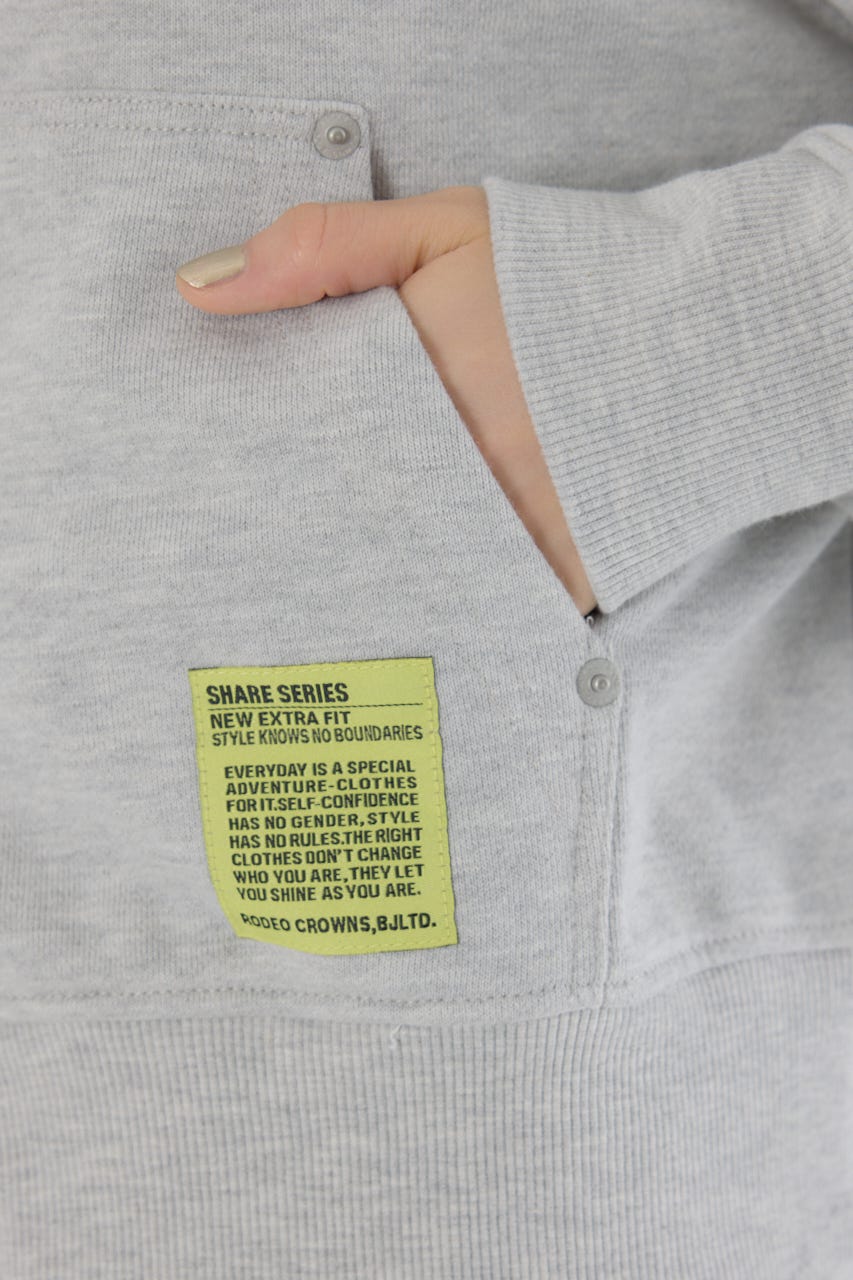 SHARE SERIES
NEW EXTRA FIT
STYLE KNOWS NO BOUNDARIES
EVERYDAY IS A SPECIAL
ADVENTURE-CLOTHES
FOR IT.SELF-CONFIDENCE
HAS NO GENDER, STYLE
HAS NO RULES.THE RIGHT
CLOTHES DON'T CHANGE
WHO YOU ARE, THEY LET
YOU SHINE AS YOU ARE.
RODEO CROWNS,BJLTD.